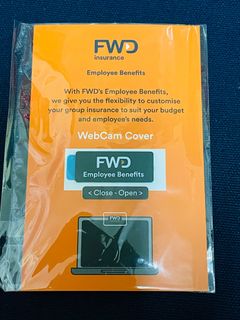 FWD
insurance
Employee Benefits
With FWD's Employee Benefits,
we give you the flexibility to customise
your group insurance to suit your budget
and employee's needs.
WebCam Cover
FWD
Employee Benefits
< Close - Open >
FWD